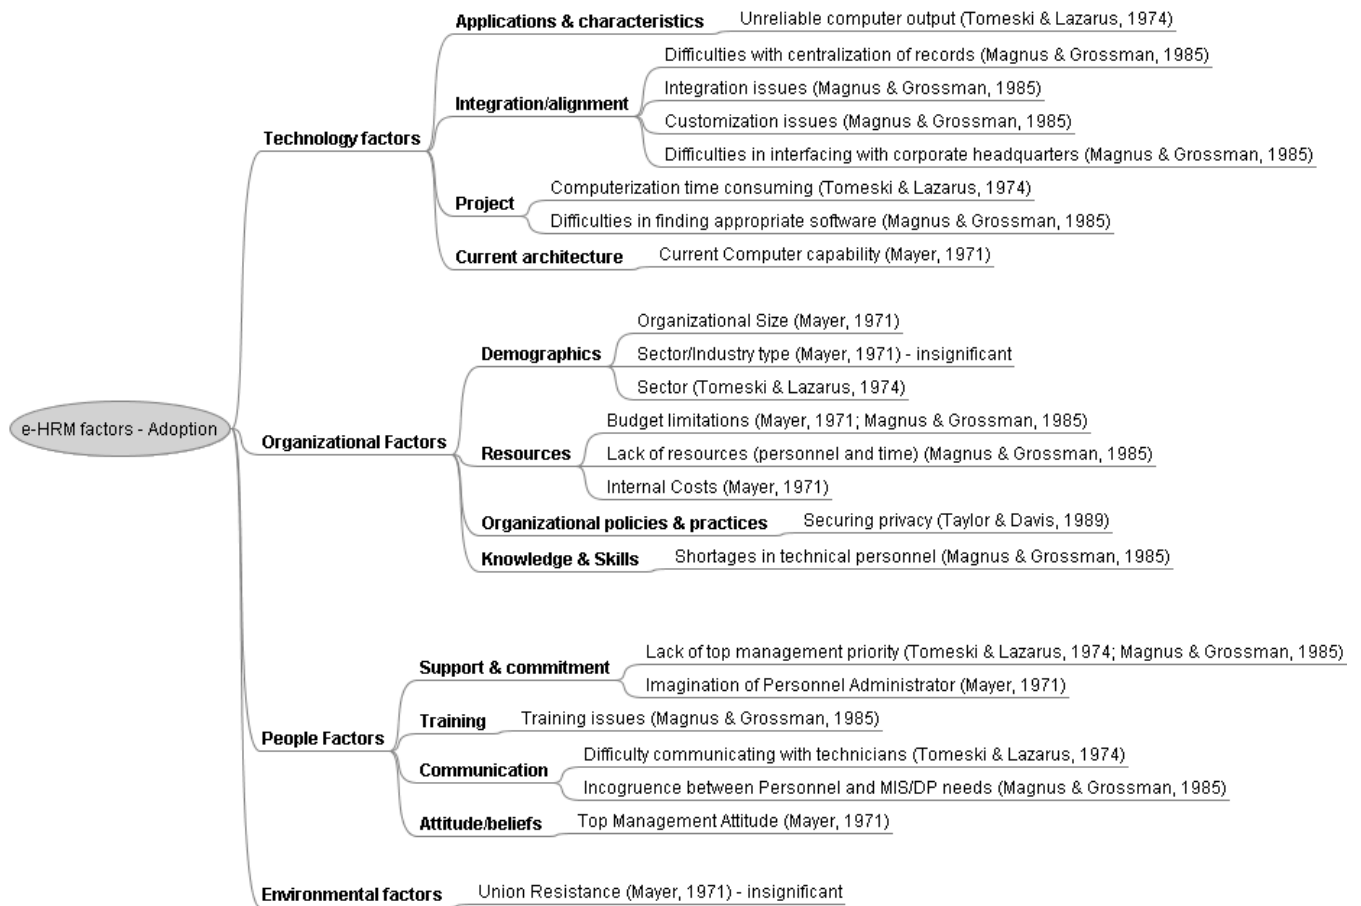 e-HRM factors - Adoption
Technology factors
Applications & characteristics
Unreliable computer output (Tomeski & Lazarus, 1974)
Integration/alignment
Difficulties with centralization of records (Magnus & Grossman, 1985)
Integration issues (Magnus & Grossman, 1985)
Customization issues (Magnus & Grossman, 1985)
Difficulties in interfacing with corporate headquarters (Magnus & Grossman, 1985)
Project
Computerization time consuming (Tomeski & Lazarus, 1974)
Difficulties in finding appropriate software (Magnus & Grossman, 1985)
Current architecture
Current Computer capability (Mayer, 1971)
Organizational Factors
Demographics
Organizational Size (Mayer, 1971)
Sector/Industry type (Mayer, 1971) - insignificant
Sector (Tomeski & Lazarus, 1974)
Resources
Budget limitations (Mayer, 1971; Magnus & Grossman, 1985)
Lack of resources (personnel and time) (Magnus & Grossman, 1985)
Internal Costs (Mayer, 1971)
Organizational policies & practices
Securing privacy (Taylor & Davis, 1989)
Knowledge & Skills
Shortages in technical personnel (Magnus & Grossman, 1985)
People Factors
Support & commitment
Lack of top management priority (Tomeski & Lazarus, 1974; Magnus & Grossman, 1985)
Imagination of Personnel Administrator (Mayer, 1971)
Training
Training issues (Magnus & Grossman, 1985)
Communication
Difficulty communicating with technicians (Tomeski & Lazarus, 1974)
Incogruence between Personnel and MIS/DP needs (Magnus & Grossman, 1985)
Attitude/beliefs
Top Management Attitude (Mayer, 1971)
Environmental factors
Union Resistance (Mayer, 1971) - insignificant